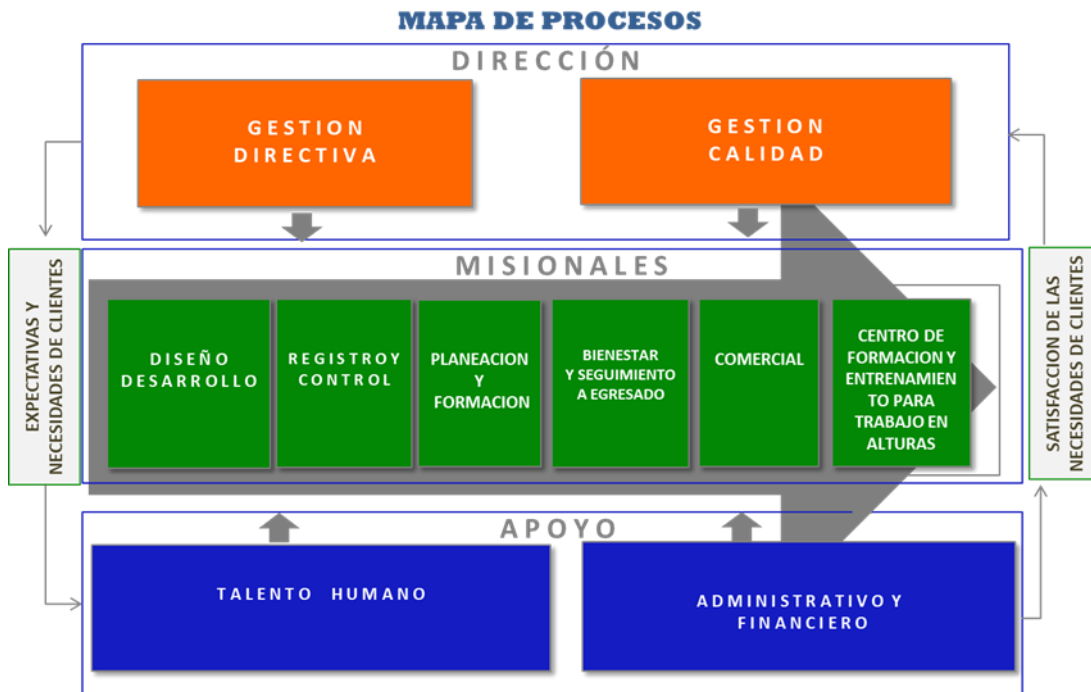 MAPA DE PROCESOS
DIRECCIÓN
GESTION
DIRECTIVA
GESTION
CALIDAD
EXPECTATIVAS Y
NECESIDADES DE CLIENTES
MISIONALES
DISEÑO
DESARROLLO
REGISTROY
CONTROL
PLANEACION
Y
FORMACION
BIENESTAR
Y SEGUIMIENTO
A EGRESADO
COMERCIAL
CENTRO DE
FORMACION Y
ENTRENAMIEN
TO PARA
TRABAJO EN
ALTURAS
SATISFACCION DE LAS
NECESIDADES DE CLIENTES
APOYO
TALENTO HUMANO
ADMINISTRATIVO Y
FINANCIERO